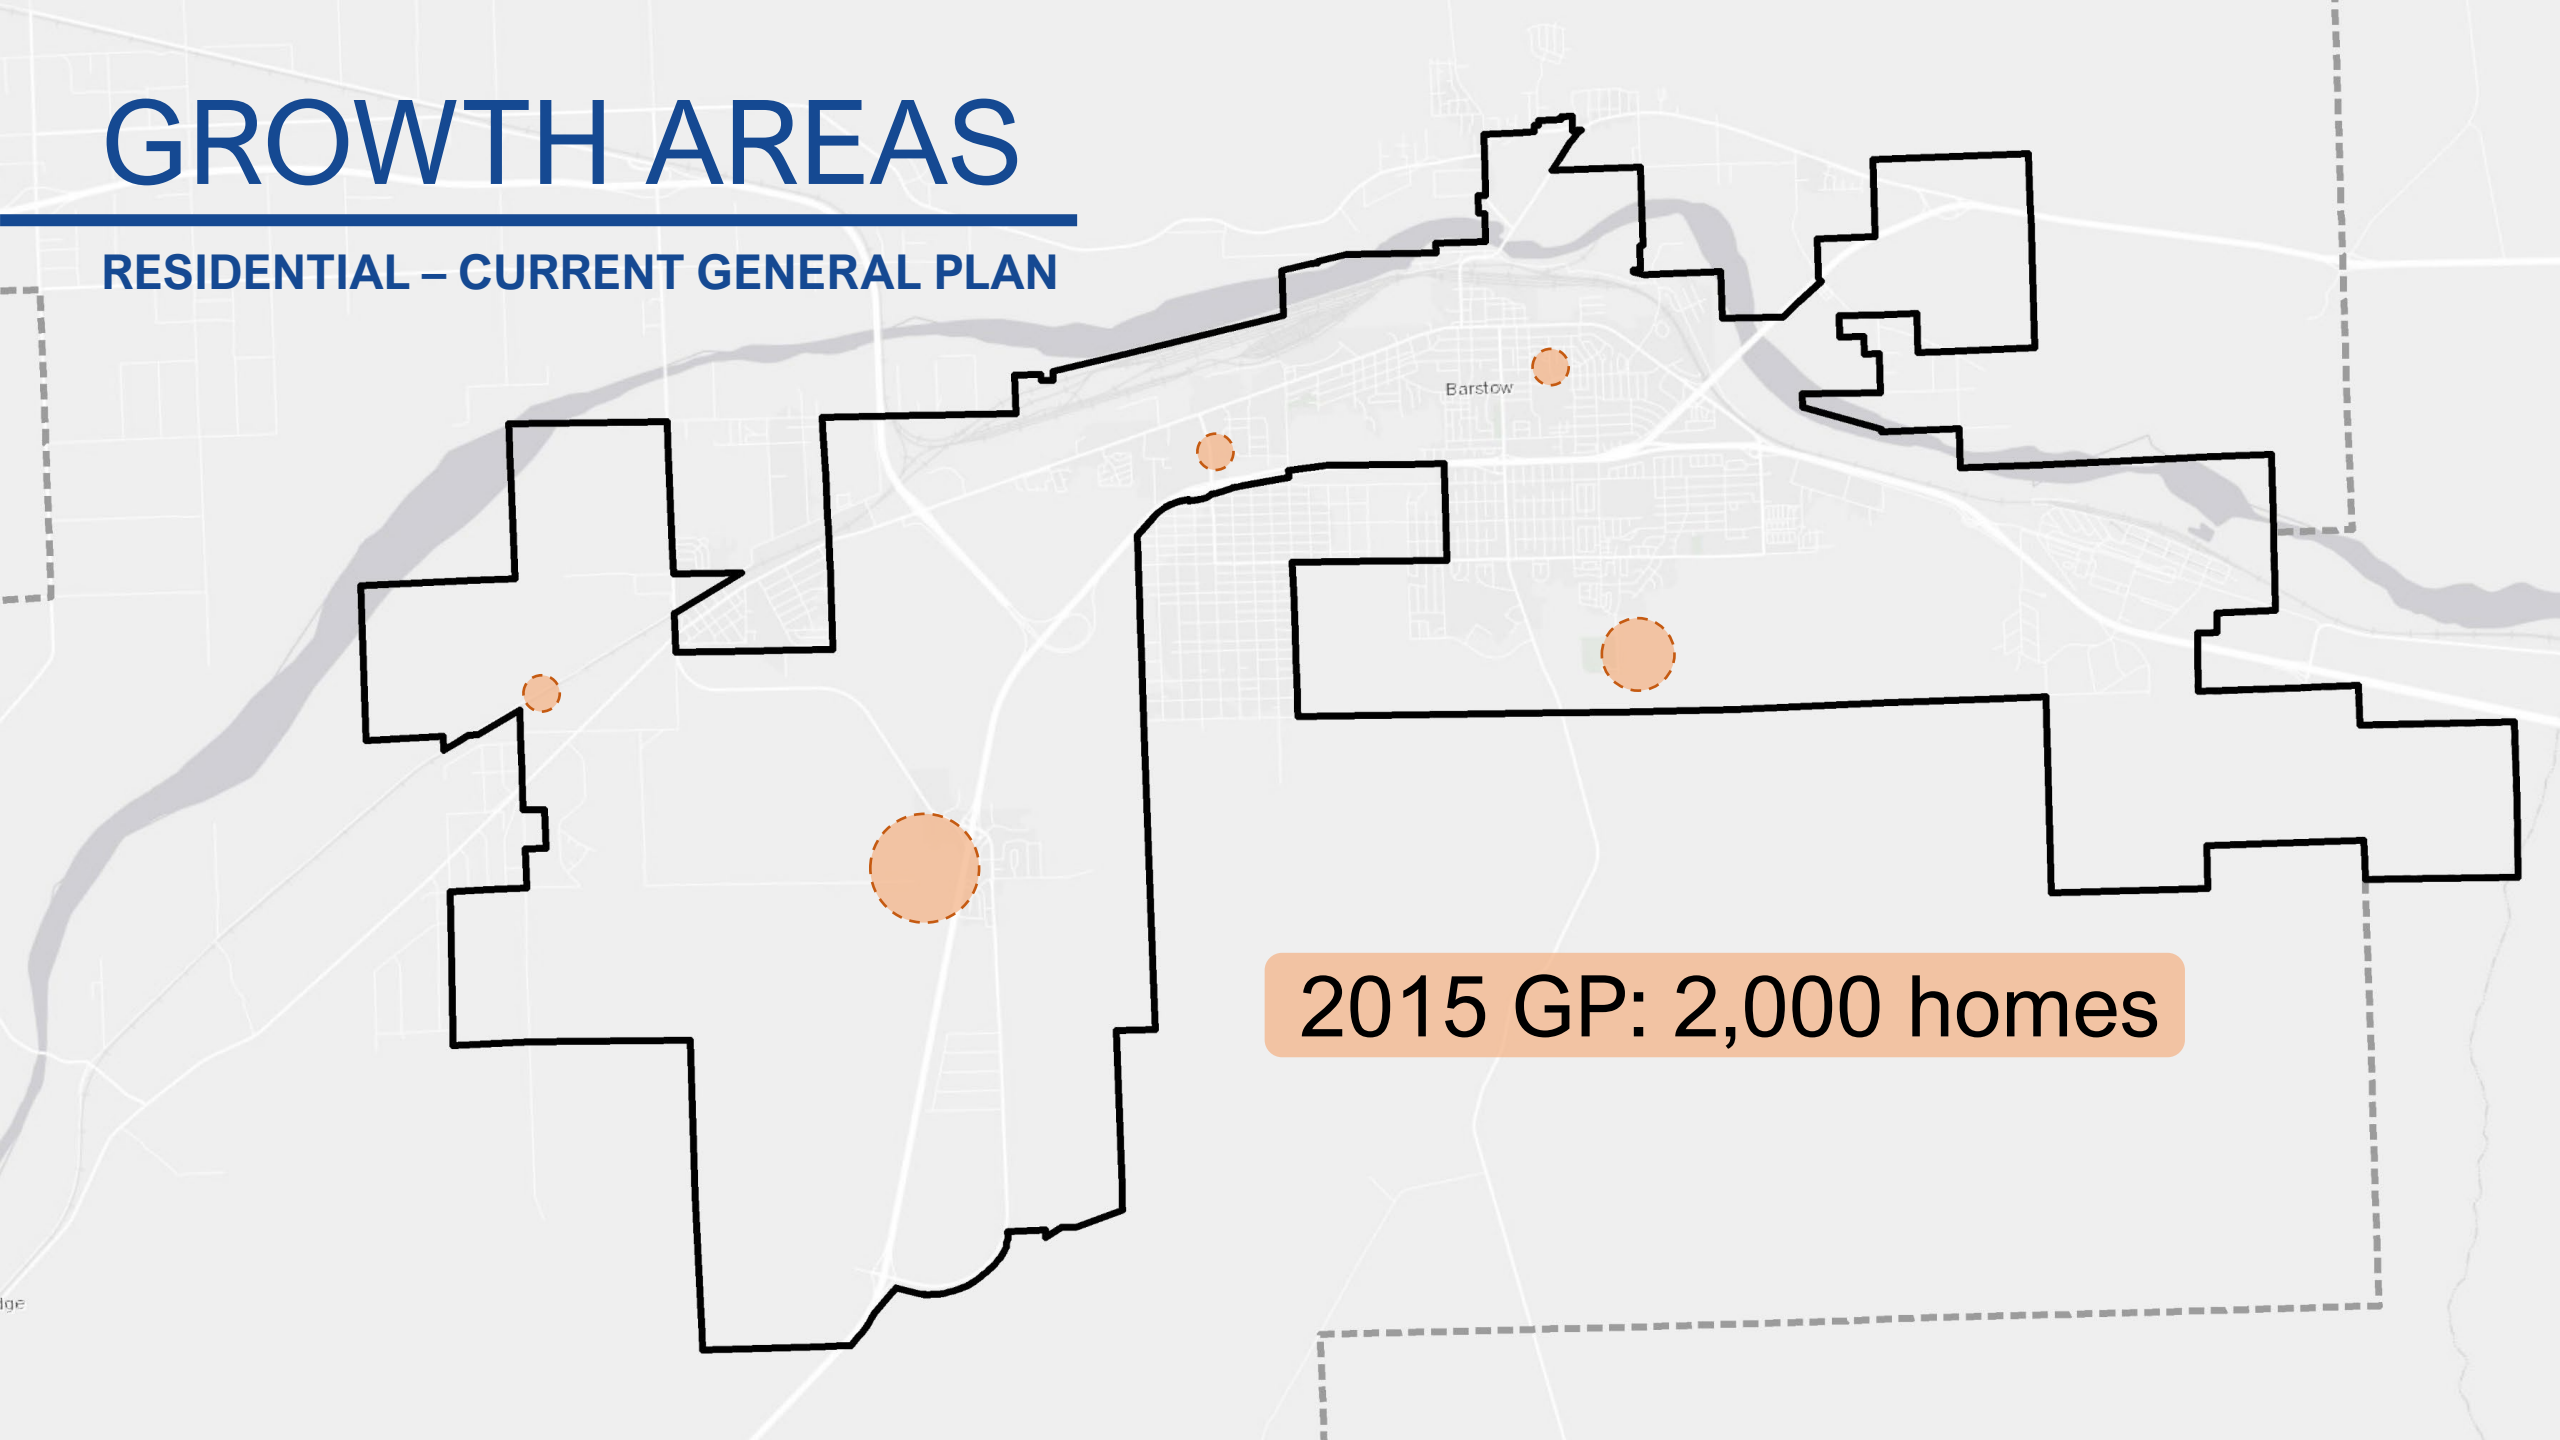 GROWTH AREAS
RESIDENTIAL – CURRENT GENERAL PLAN
Barstow
2015 GP: 2,000 homes